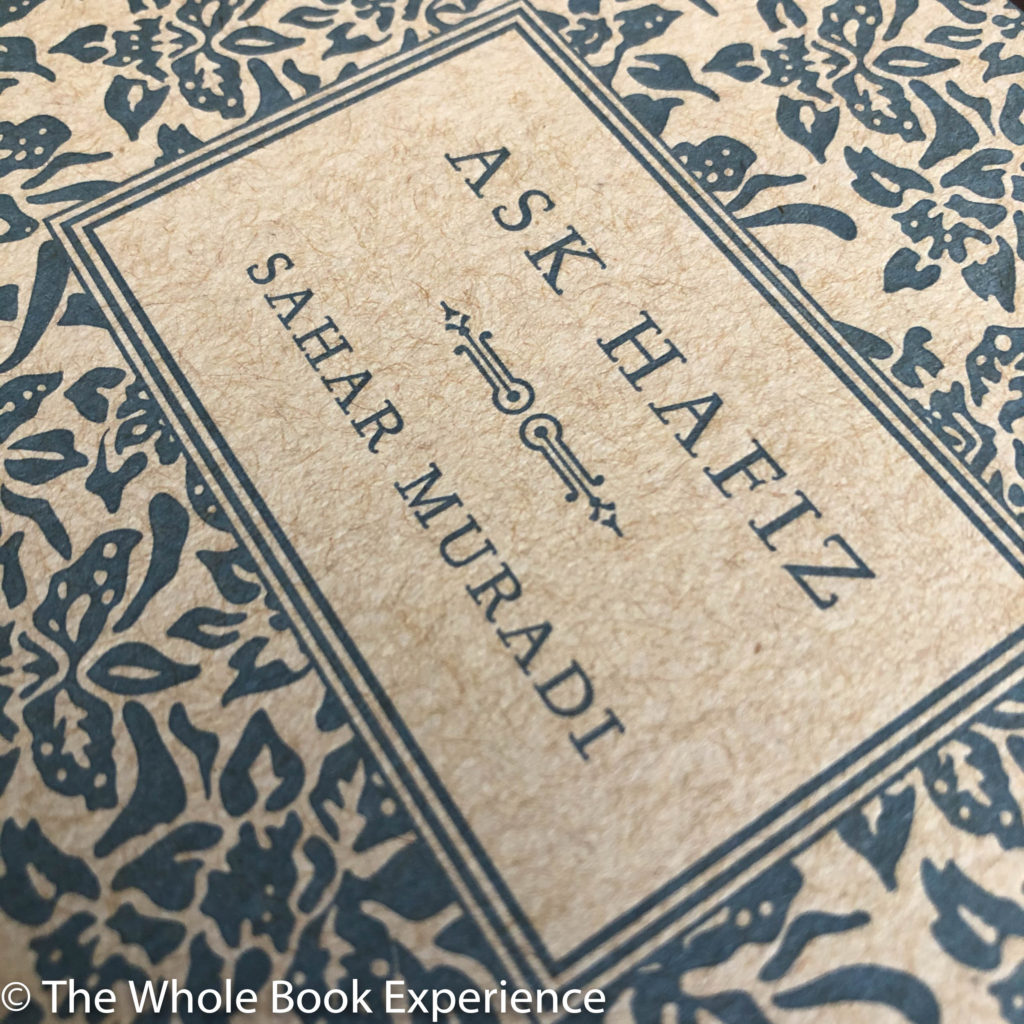 ASK HAFIZ
SAHAR MURADI
© The Whole Book Experience